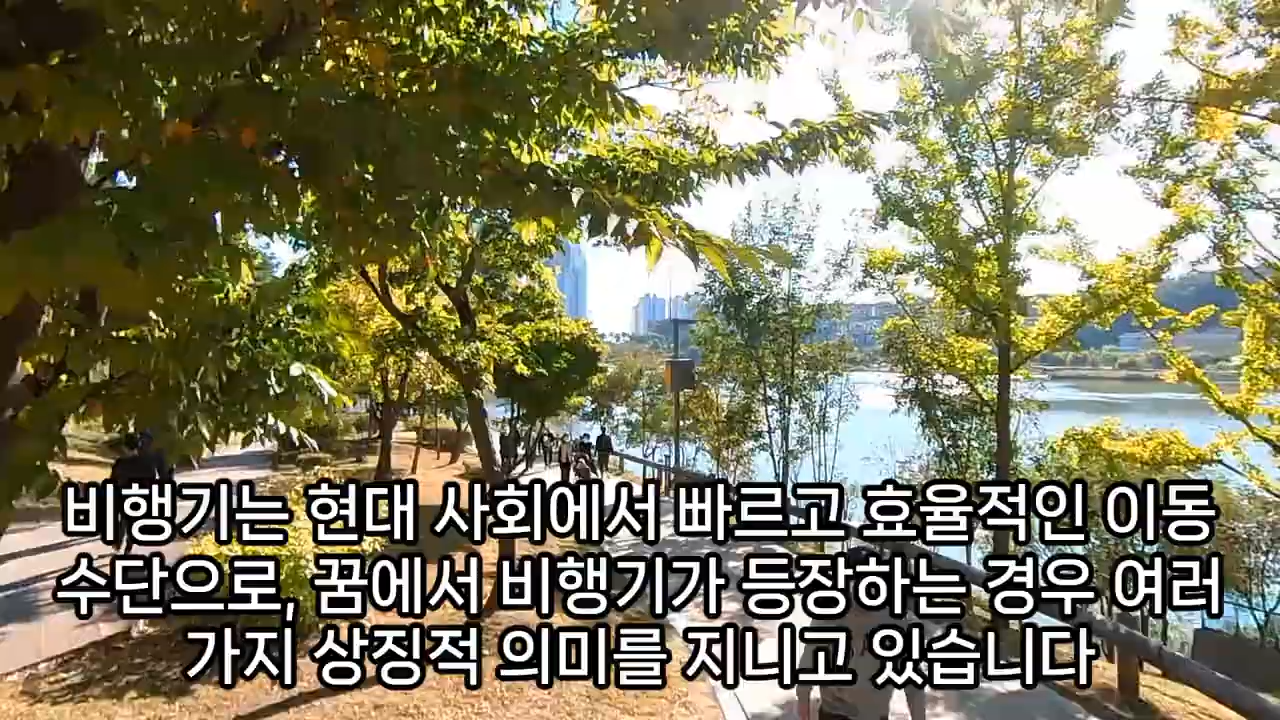 비행기는 현대 사회에서 빠르고 효율적인 이동
수단으로, 꿈에서 비행기가 등장하는 경우 여러
가지 상징적 의미를 지니고 있습니다